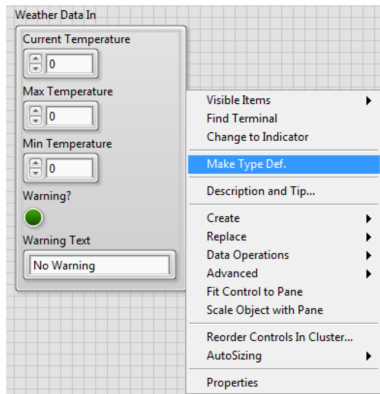 Weather Data In
Current Temperature
0
Max Temperature
0
Min Temperature
0
Warning?
Warning Text
No Warning
Visible Items
Find Terminal
Change to Indicator
Make Type Def.
Description and Tip...
Create
Replace
Data Operations
Advanced
Fit Control to Pane
Scale Object with Pane
Reorder Controls In Cluster...
AutoSizing
Properties